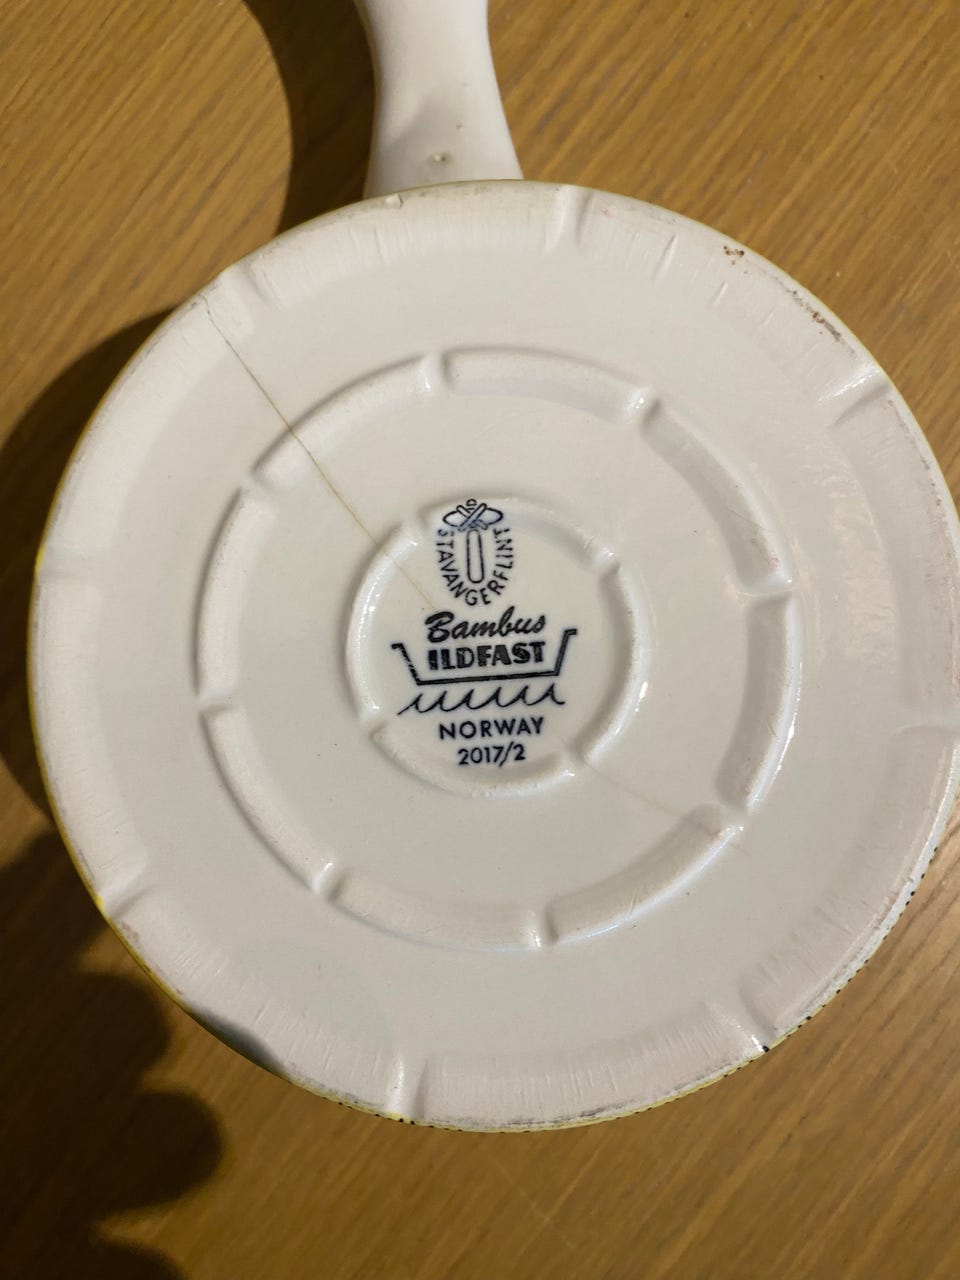 STAVANGERFLINT
Bambus
ILDFAST
NORWAY
2017/2